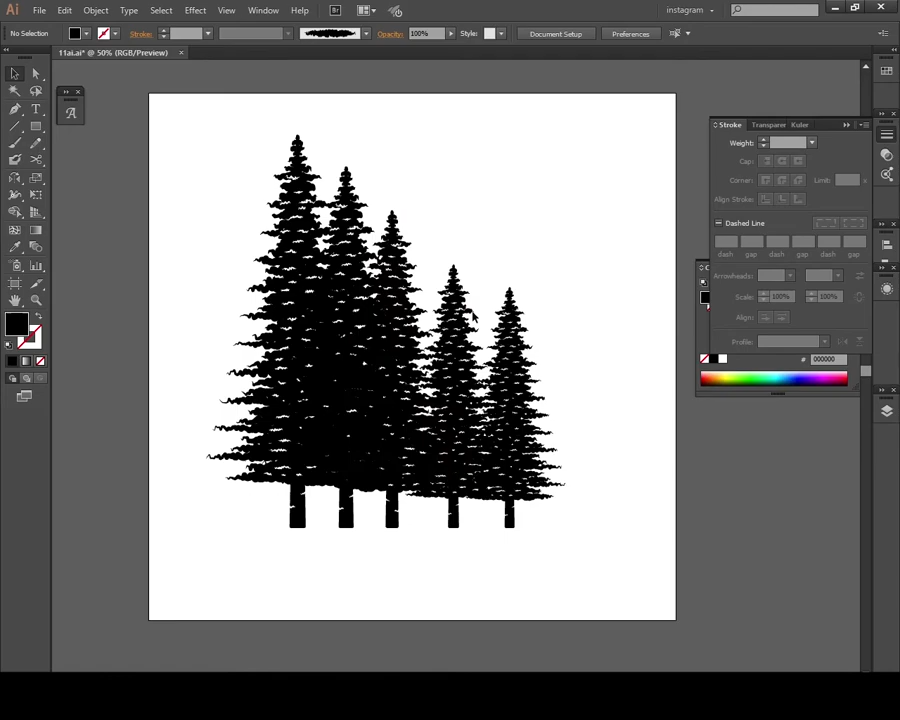 Ai File Edit Object Type Select Effect View Window Help Br instagram
No Selection Stroke: Opacity: 100% Style: Document Setup Preferences
11ai.ai* @ 50% (RGB/Preview) ×
Stroke Transparer Kuler
Weight:
Cap:
Corner: Limit:
Align Stroke:
Dashed Line
dash gap dash gap dash gap
Arrowheads:
Scale: 100% 100%
Align:
Profile:
# 000000
A
T